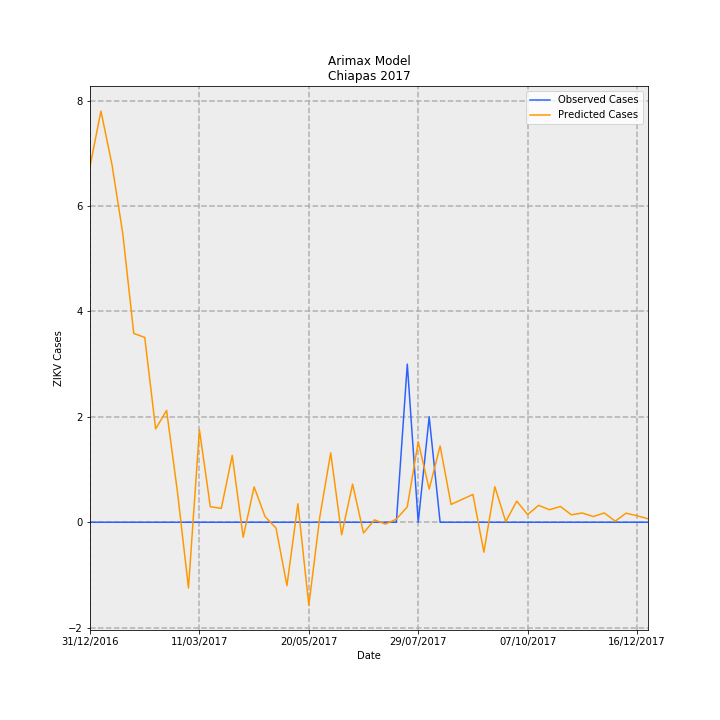 Arimax Model
Chiapas 2017
Observed Cases
Predicted Cases
8
6
4
2
0
−2
ZIKV Cases
31/12/2016 11/03/2017 20/05/2017 29/07/2017 07/10/2017 16/12/2017
Date